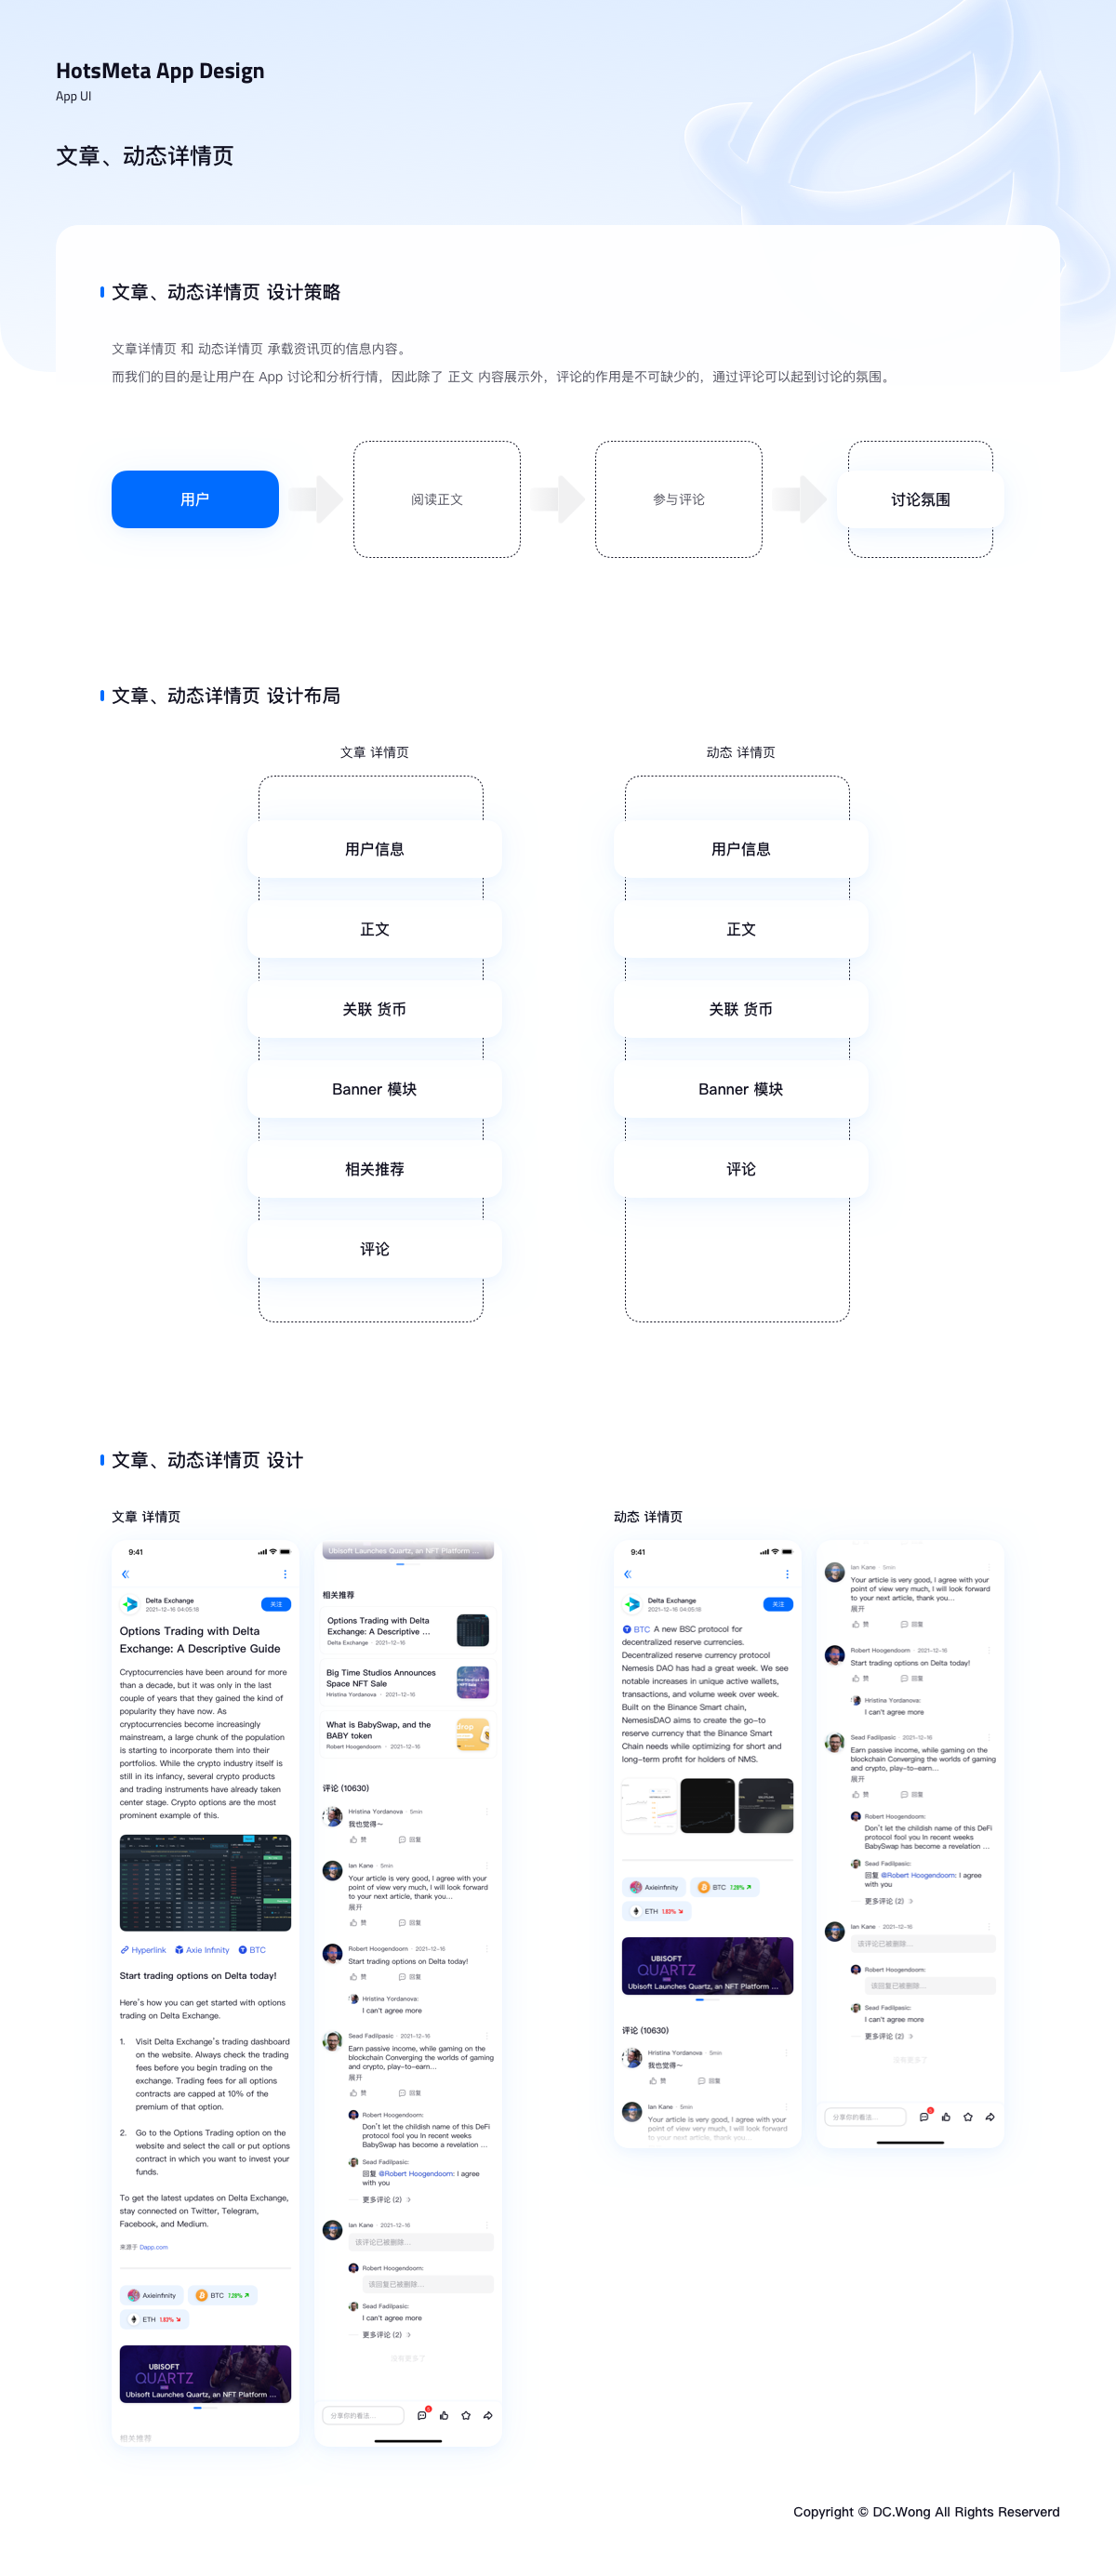 HotsMeta App Design
App UI
文章、动态详情页
文章、动态详情页 设计策略
文章详情页 和 动态详情页 承载资讯页的信息内容。
而我们的目的是让用户在 App 讨论和分析行情，因此除了 正文 内容展示外，评论的作用是不可缺少的，通过评论可以起到讨论的氛围。
用户
阅读正文
参与评论
讨论氛围
文章、动态详情页 设计布局
文章 详情页
用户信息
正文
关联 货币
Banner 模块
相关推荐
评论
动态 详情页
用户信息
正文
关联 货币
Banner 模块
评论
文章、动态详情页 设计
文章 详情页
9:41
Delta Exchange
2021-12-16 04:05:18
关注
Options Trading with Delta
Exchange: A Descriptive Guide
Cryptocurrencies have been around for more
than a decade, but it was only in the last
couple of years that they gained the kind of
popularity they have now. As
cryptocurrencies become increasingly
mainstream, a large chunk of the population
is starting to incorporate them into their
portfolios. While the crypto industry itself is
still in its infancy, several crypto products
and trading instruments have already taken
center stage. Crypto options are the most
prominent example of this.
Hyperlink Axie Infinity BTC
Start trading options on Delta today!
Here's how you can get started with options
trading on Delta Exchange.
1. Visit Delta Exchange's trading dashboard
on the website. Always check the trading
fees before you begin trading on the
exchange. Trading fees for all options
contracts are capped at 10% of the
premium of that option.
2. Go to the Options Trading option on the
website and select the call or put options
contract in which you want to invest your
funds.
To get the latest updates on Delta Exchange,
stay connected on Twitter, Telegram,
Facebook, and Medium.
来源于 Dapp.com
Axieinfinity BTC 7.28%
ETH 1.83%
UBISOFT
QUARTZ
Ubisoft Launches Quartz, an NFT Platform ...
相关推荐
Ubisoft Launches Quartz, an NFT Platform ...
相关推荐
Options Trading with Delta
Exchange: A Descriptive ...
Delta Exchange · 2021-12-16
Big Time Studios Announces
Space NFT Sale
Hristina Yordanova · 2021-12-16
What is BabySwap, and the
BABY token
Robert Hoogendoorn · 2021-12-16
评论 (10630)
Hristina Yordanova · 5min
我也觉得～
赞 回复
Ian Kane · 5min
Your article is very good, I agree with your
point of view very much, I will look forward
to your next article, thank you...
展开
赞 回复
Robert Hoogendoorn · 2021-12-16
Start trading options on Delta today!
赞 回复
Hristina Yordanova:
I can't agree more
Sead Fadilpasic · 2021-12-16
Earn passive income, while gaming on the
blockchain Converging the worlds of gaming
and crypto, play-to-earn...
展开
赞 回复
Robert Hoogendoorn:
Don't let the childish name of this DeFi
protocol fool you In recent weeks
BabySwap has become a revelation ...
Sead Fadilpasic:
回复 @Robert Hoogendoorn: I agree
with you
更多评论 (2)
Ian Kane · 2021-12-16
该评论已被删除...
Robert Hoogendoorn:
该回复已被删除...
Sead Fadilpasic:
I can't agree more
更多评论 (2)
没有更多了
分享你的看法...
动态 详情页
9:41
Delta Exchange
2021-12-16 04:05:18
关注
BTC A new BSC protocol for
decentralized reserve currencies.
Decentralized reserve currency protocol
Nemesis DAO has had a great week. We see
notable increases in unique active wallets,
transactions, and volume week over week.
Built on the Binance Smart chain,
NemesisDAO aims to create the go-to
reserve currency that the Binance Smart
Chain needs while optimizing for short and
long-term profit for holders of NMS.
Axieinfinity BTC 7.28%
ETH 1.83%
UBISOFT
QUARTZ
Ubisoft Launches Quartz, an NFT Platform ...
评论 (10630)
Hristina Yordanova · 5min
我也觉得～
赞 回复
Ian Kane · 5min
Your article is very good, I agree with your
point of view very much, I will look forward
to your next article, thank you...
Ian Kane · 5min
Your article is very good, I agree with your
point of view very much, I will look forward
to your next article, thank you...
展开
赞 回复
Robert Hoogendoorn · 2021-12-16
Start trading options on Delta today!
赞 回复
Hristina Yordanova:
I can't agree more
Sead Fadilpasic · 2021-12-16
Earn passive income, while gaming on the
blockchain Converging the worlds of gaming
and crypto, play-to-earn...
展开
赞 回复
Robert Hoogendoorn:
Don't let the childish name of this DeFi
protocol fool you In recent weeks
BabySwap has become a revelation ...
Sead Fadilpasic:
回复 @Robert Hoogendoorn: I agree
with you
更多评论 (2)
Ian Kane · 2021-12-16
该评论已被删除...
Robert Hoogendoorn:
该回复已被删除...
Sead Fadilpasic:
I can't agree more
更多评论 (2)
没有更多了
分享你的看法...
Copyright © DC.Wong All Rights Reserverd